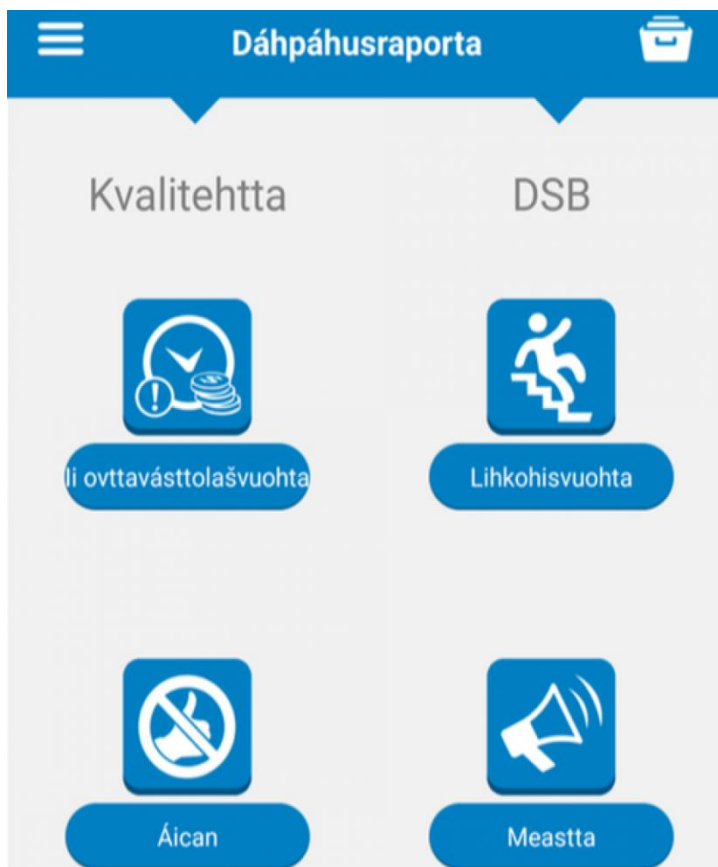 Dáhpáhusraporta
Kvalitehtta
DSB
Ii ovttavásttolašvuohta
Lihkohisvuohta
Áican
Meastta